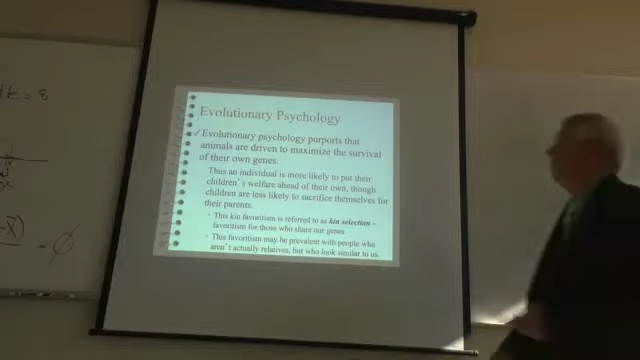 Evolutionary Psychology
✓Evolutionary psychology purports that
animals are driven to maximize the survival
of their own genes.
Thus an individual is more likely to put their
children's welfare ahead of their own, though
children are less likely to sacrifice themselves for
their parents.
• This kin favoritism is referred to as kin selection -
favoritism for those who share our genes.
• This favoritism may be prevalent with people who
aren't actually relatives, but who look similar to us.
= 8
= ∅